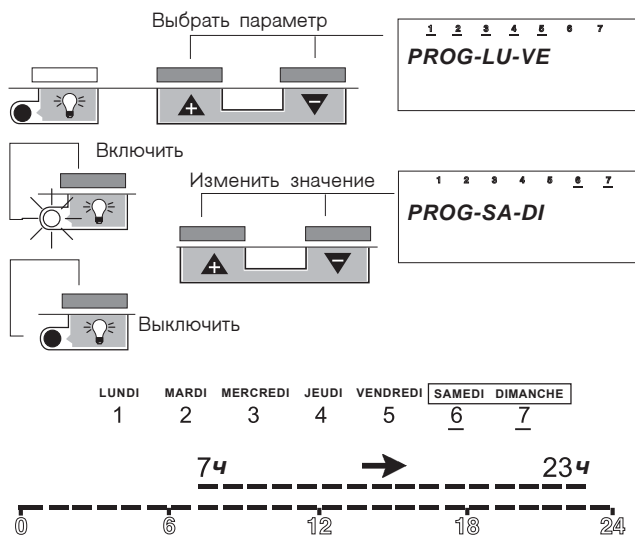 Выбрать параметр
1 2 3 4 5 6 7
PROG-LU-VE
Включить
Изменить значение
1 2 3 4 5 6 7
PROG-SA-DI
Выключить
LUNDI MARDI MERCREDI JEUDI VENDREDI SAMEDI DIMANCHE
1 2 3 4 5 6 7
7ч 23ч
0 6 12 18 24